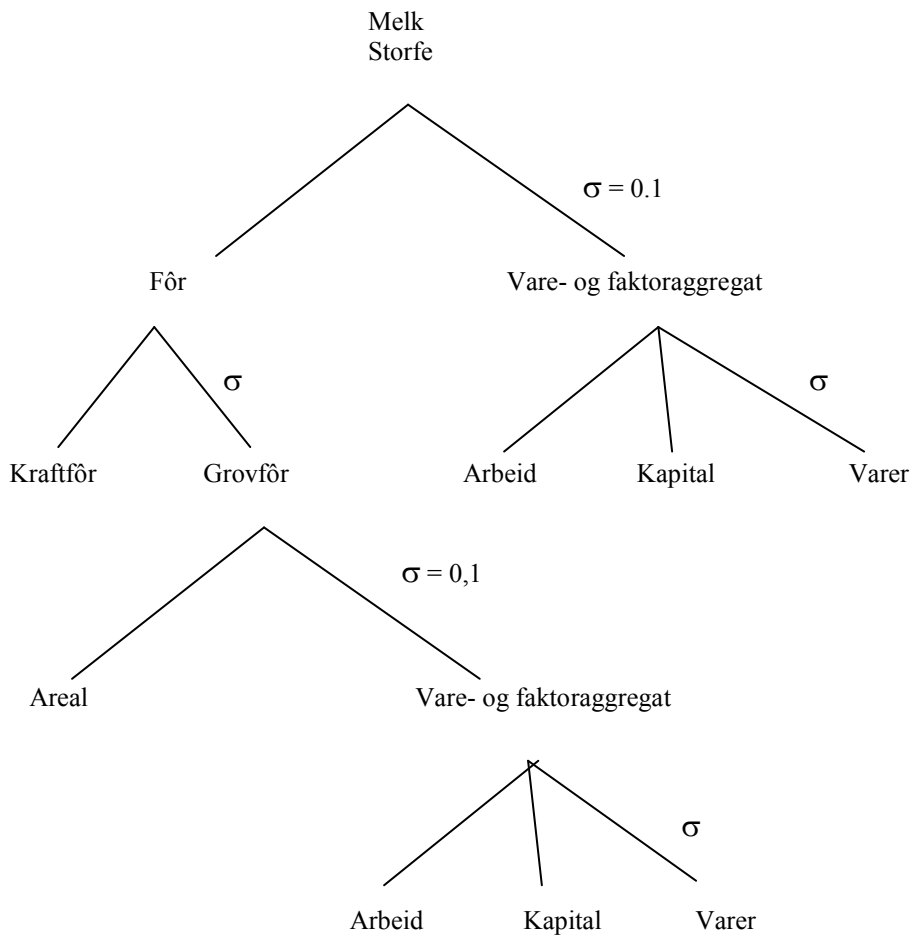 Melk
Storfe
σ = 0.1
Fôr
Vare- og faktoraggregat
σ
σ
Kraftfôr
Grovfôr
Arbeid
Kapital
Varer
σ = 0,1
Areal
Vare- og faktoraggregat
σ
Arbeid
Kapital
Varer